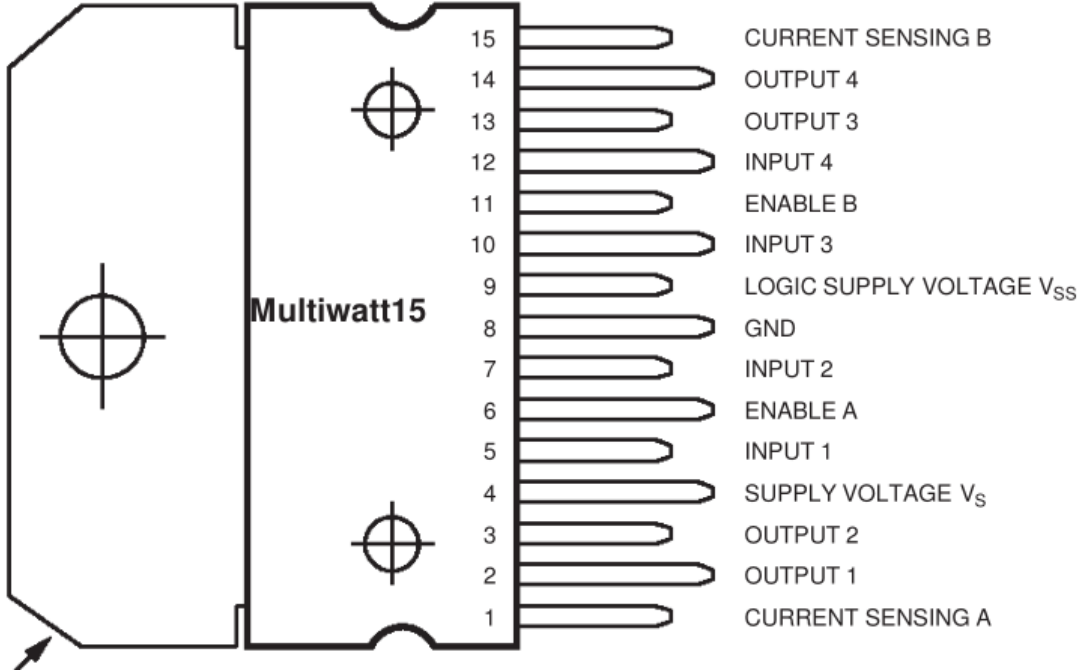 15 CURRENT SENSING B
14 OUTPUT 4
13 OUTPUT 3
12 INPUT 4
11 ENABLE B
10 INPUT 3
9 LOGIC SUPPLY VOLTAGE VSS
Multiwatt15
8 GND
7 INPUT 2
6 ENABLE A
5 INPUT 1
4 SUPPLY VOLTAGE VS
3 OUTPUT 2
2 OUTPUT 1
1 CURRENT SENSING A